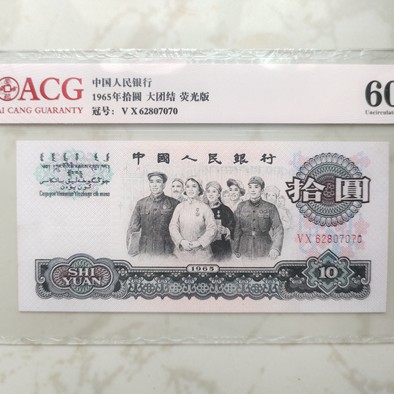 ACG
AI CANG GUARANTY
中国人民银行
1965年拾圆 大团结 荧光版
冠号: V X 62807070
60
Uncirculated
中國人民銀行
拾圓
VX 62807070
1965
SHI
YUAN
10